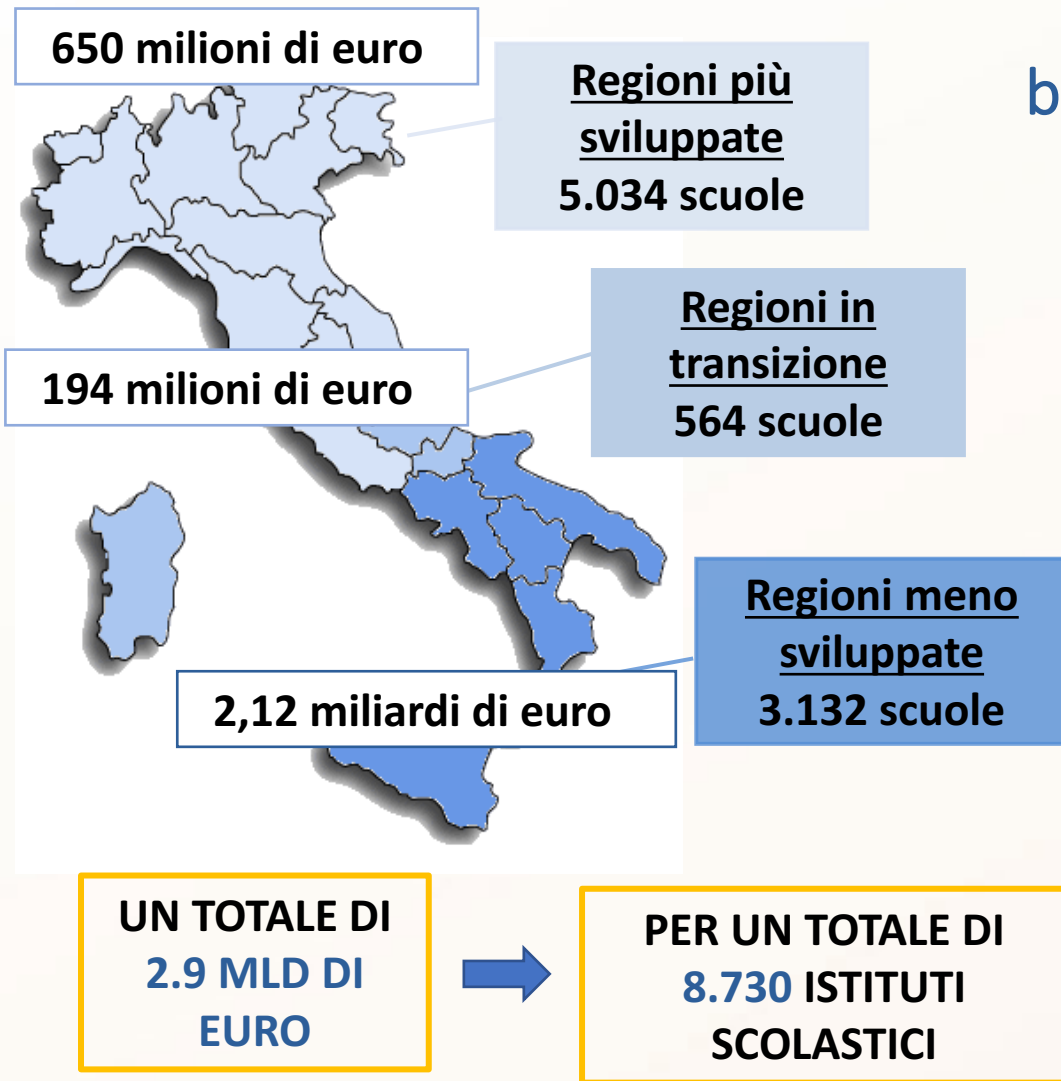 650 milioni di euro
Regioni più
sviluppate
5.034 scuole
b
Regioni in
transizione
564 scuole
194 milioni di euro
Regioni meno
sviluppate
3.132 scuole
2,12 miliardi di euro
UN TOTALE DI
2.9 MLD DI
EURO
PER UN TOTALE DI
8.730 ISTITUTI
SCOLASTICI